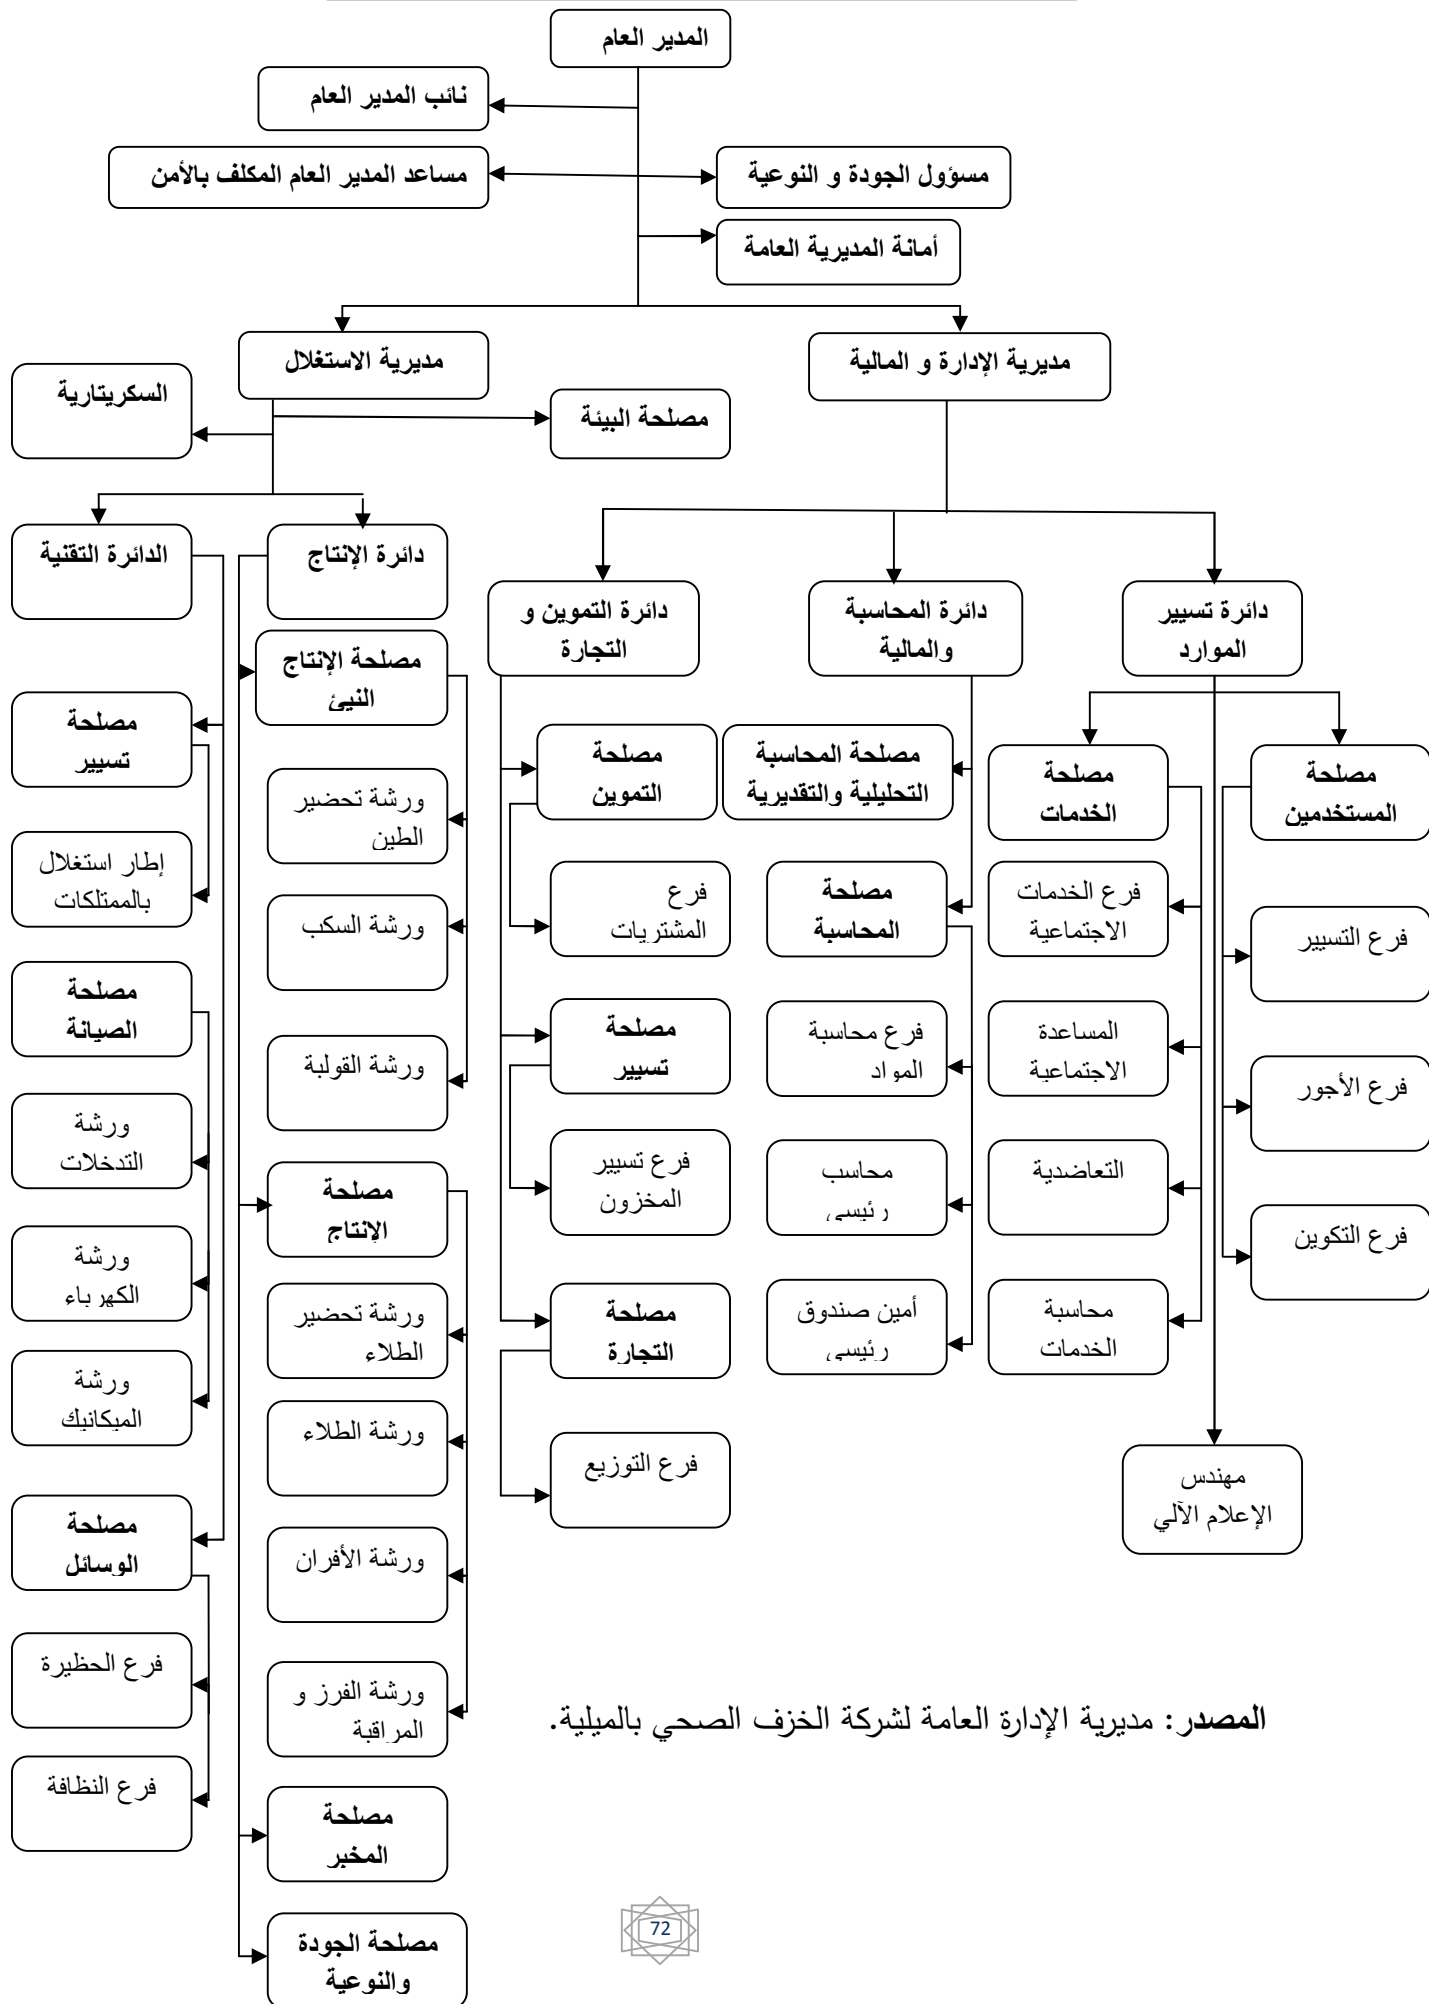 المدير العام
نائب المدير العام
مساعد المدير العام المكلف بالأمن
مسؤول الجودة و النوعية
أمانة المديرية العامة
مديرية الإدارة و المالية
مديرية الاستغلال
السكريتارية
مصلحة البيئة
دائرة تسيير
الموارد
دائرة المحاسبة
والمالية
دائرة التموين و
التجارة
دائرة الإنتاج
الدائرة التقنية
مصلحة
المستخدمين
فرع التسيير
فرع الأجور
فرع التكوين
مصلحة
الخدمات
فرع الخدمات
الاجتماعية
المساعدة
الاجتماعية
التعاضدية
محاسبة
الخدمات
مهندس
الإعلام الآلي
مصلحة المحاسبة
التحليلية والتقديرية
مصلحة
المحاسبة
فرع محاسبة
المواد
محاسب
رئيسي
أمين صندوق
رئيسي
مصلحة
التموين
فرع
المشتريات
مصلحة
تسيير
فرع تسيير
المخزون
مصلحة
التجارة
فرع التوزيع
مصلحة الإنتاج
النيئ
ورشة تحضير
الطين
ورشة السكب
ورشة القولبة
مصلحة
الإنتاج
ورشة تحضير
الطلاء
ورشة الطلاء
ورشة الأفران
ورشة الفرز و
المراقبة
مصلحة
المخبر
مصلحة الجودة
والنوعية
مصلحة
تسيير
إطار استغلال
بالممتلكات
مصلحة
الصيانة
ورشة
التدخلات
ورشة
الكهرباء
ورشة
الميكانيك
مصلحة
الوسائل
فرع الحظيرة
فرع النظافة
المصدر: مديرية الإدارة العامة لشركة الخزف الصحي بالميلية.
72